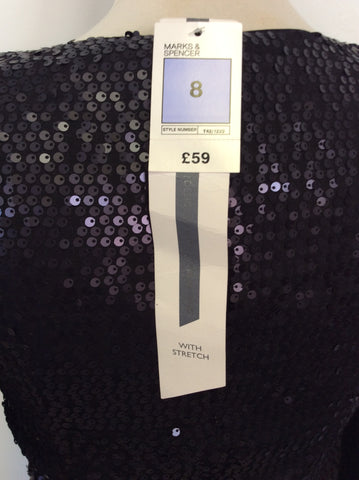 MARKS &
SPENCER
8
STYLE NUMBER
£59
WITH
STRETCH